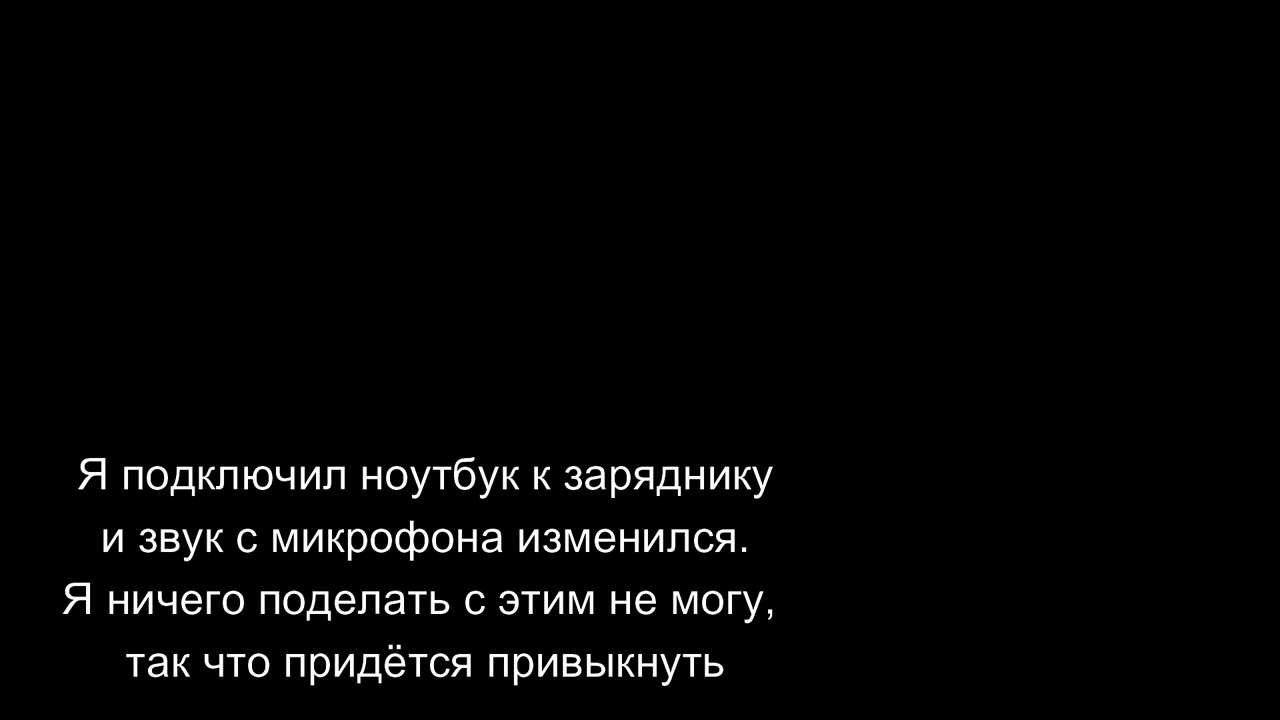 Я подключил ноутбук к заряднику
и звук с микрофона изменился.
Я ничего поделать с этим не могу,
так что придётся привыкнуть